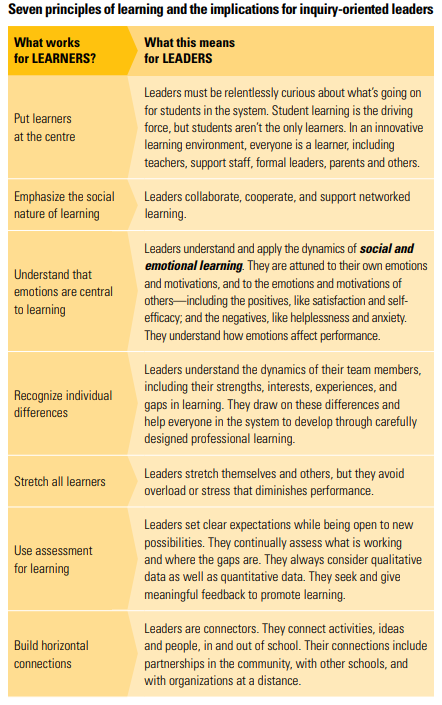 Seven principles of learning and the implications for inquiry-oriented leaders
What works
for LEARNERS?
What this means
for LEADERS
Put learners
at the centre
Leaders must be relentlessly curious about what's going on
for students in the system. Student learning is the driving
force, but students aren't the only learners. In an innovative
learning environment, everyone is a learner, including
teachers, support staff, formal leaders, parents and others.
Emphasize the social
nature of learning
Leaders collaborate, cooperate, and support networked
learning.
Understand that
emotions are central
to learning
Leaders understand and apply the dynamics of social and
emotional learning. They are attuned to their own emotions
and motivations, and to the emotions and motivations of
others—including the positives, like satisfaction and self-
efficacy; and the negatives, like helplessness and anxiety.
They understand how emotions affect performance.
Recognize individual
differences
Leaders understand the dynamics of their team members,
including their strengths, interests, experiences, and
gaps in learning. They draw on these differences and
help everyone in the system to develop through carefully
designed professional learning.
Stretch all learners
Leaders stretch themselves and others, but they avoid
overload or stress that diminishes performance.
Use assessment
for learning
Leaders set clear expectations while being open to new
possibilities. They continually assess what is working
and where the gaps are. They always consider qualitative
data as well as quantitative data. They seek and give
meaningful feedback to promote learning.
Build horizontal
connections
Leaders are connectors. They connect activities, ideas
and people, in and out of school. Their connections include
partnerships in the community, with other schools, and
with organizations at a distance.